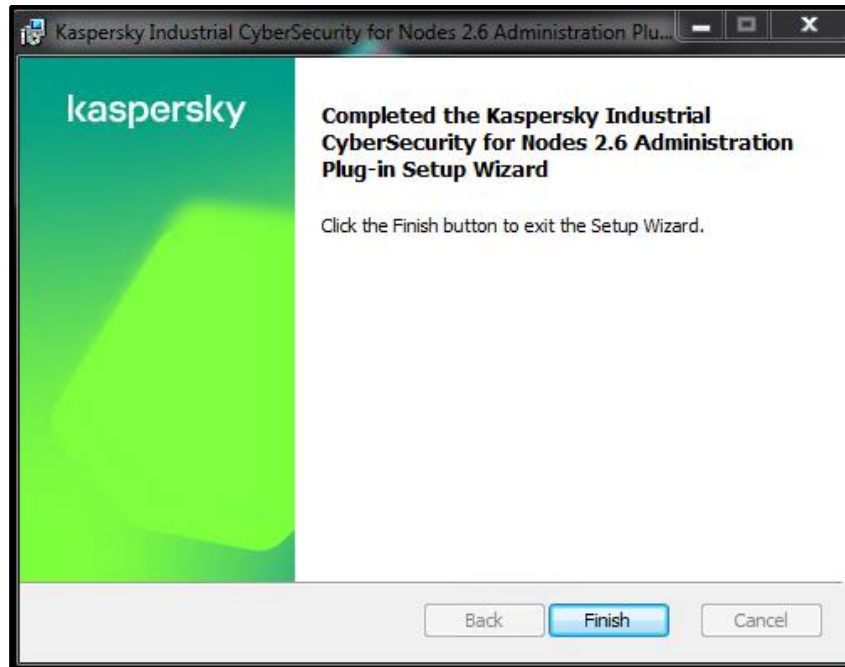 Kaspersky Industrial CyberSecurity for Nodes 2.6 Administration Plu...
kaspersky
Completed the Kaspersky Industrial
CyberSecurity for Nodes 2.6 Administration
Plug-in Setup Wizard
Click the Finish button to exit the Setup Wizard.
Back Finish Cancel